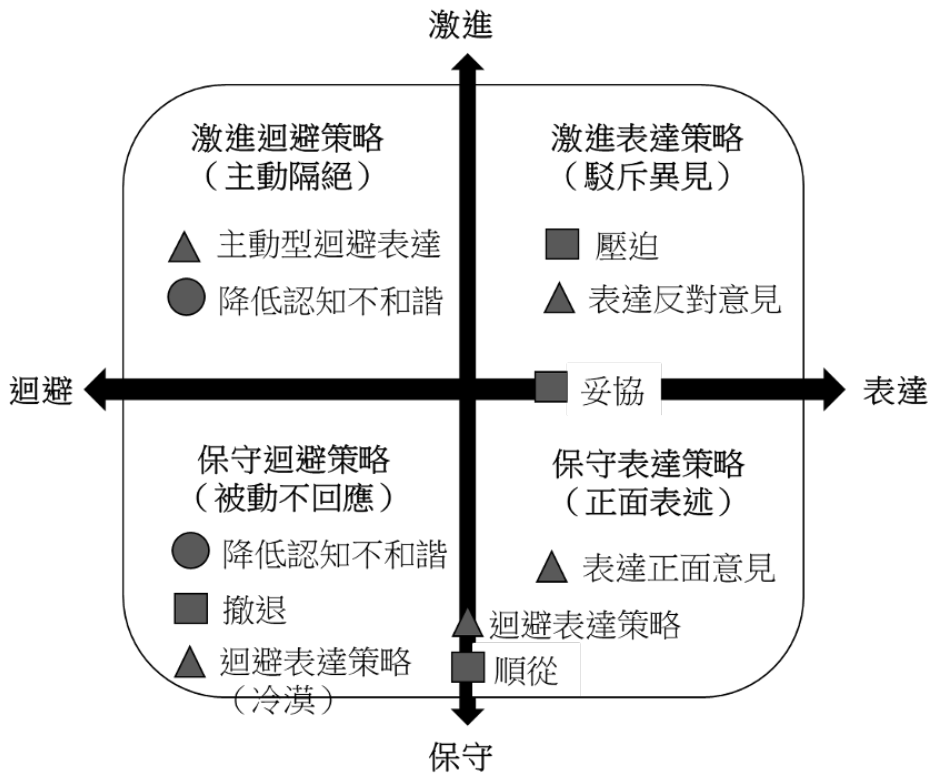 激進
激進迴避策略
（主動隔絕）
主動型迴避表達
降低認知不和諧
激進表達策略
（駁斥異見）
壓迫
表達反對意見
迴避
妥協
表達
保守迴避策略
（被動不回應）
降低認知不和諧
撤退
迴避表達策略
（冷漠）
保守表達策略
（正面表述）
表達正面意見
迴避表達策略
順從
保守